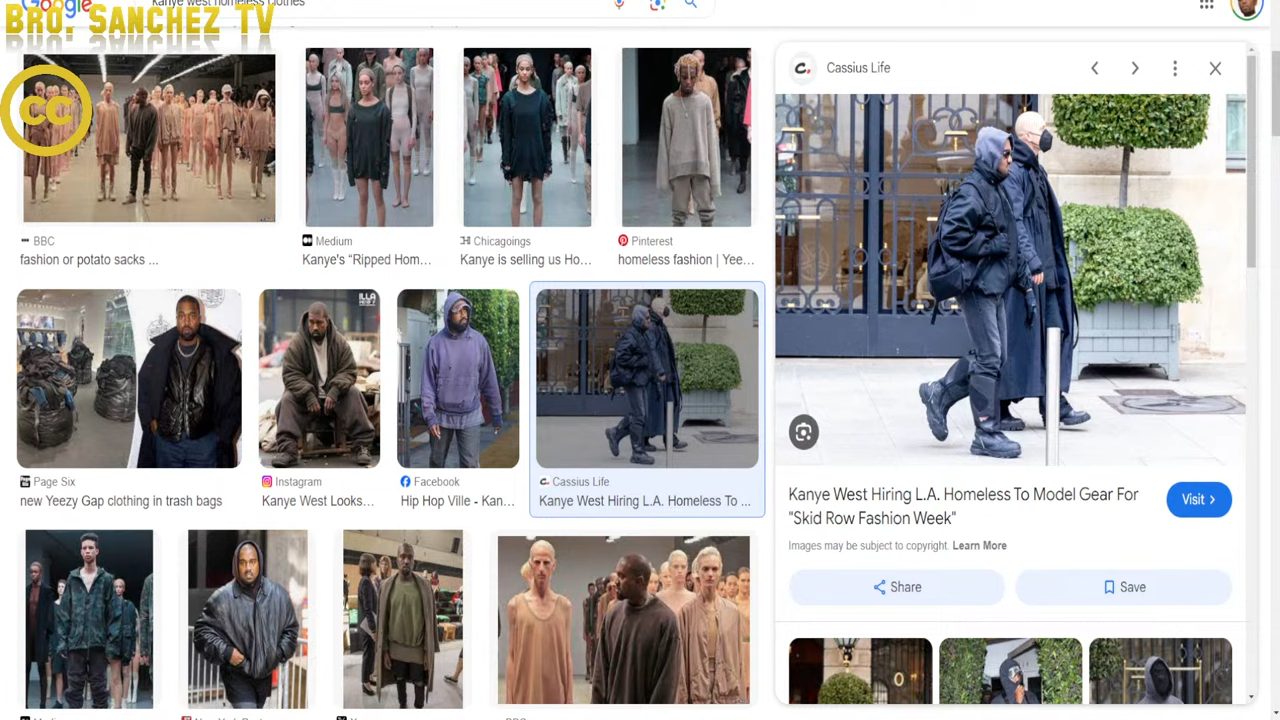 Google
kanye west homeless clothes
BRO. SANCHEZ TV
cc
BBC
fashion or potato sacks ...
Medium
Kanye's “Ripped Hom...
Chicagoings
Kanye is selling us Ho...
Pinterest
homeless fashion | Yee...
Page Six
new Yeezy Gap clothing in trash bags
ILLA
Instagram
Kanye West Looks...
Facebook
Hip Hop Ville - Kan...
Cassius Life
Kanye West Hiring L.A. Homeless To ...
C.
Cassius Life
Kanye West Hiring L.A. Homeless To Model Gear For
"Skid Row Fashion Week"
Visit
Images may be subject to copyright. Learn More
Share
Save
BBC